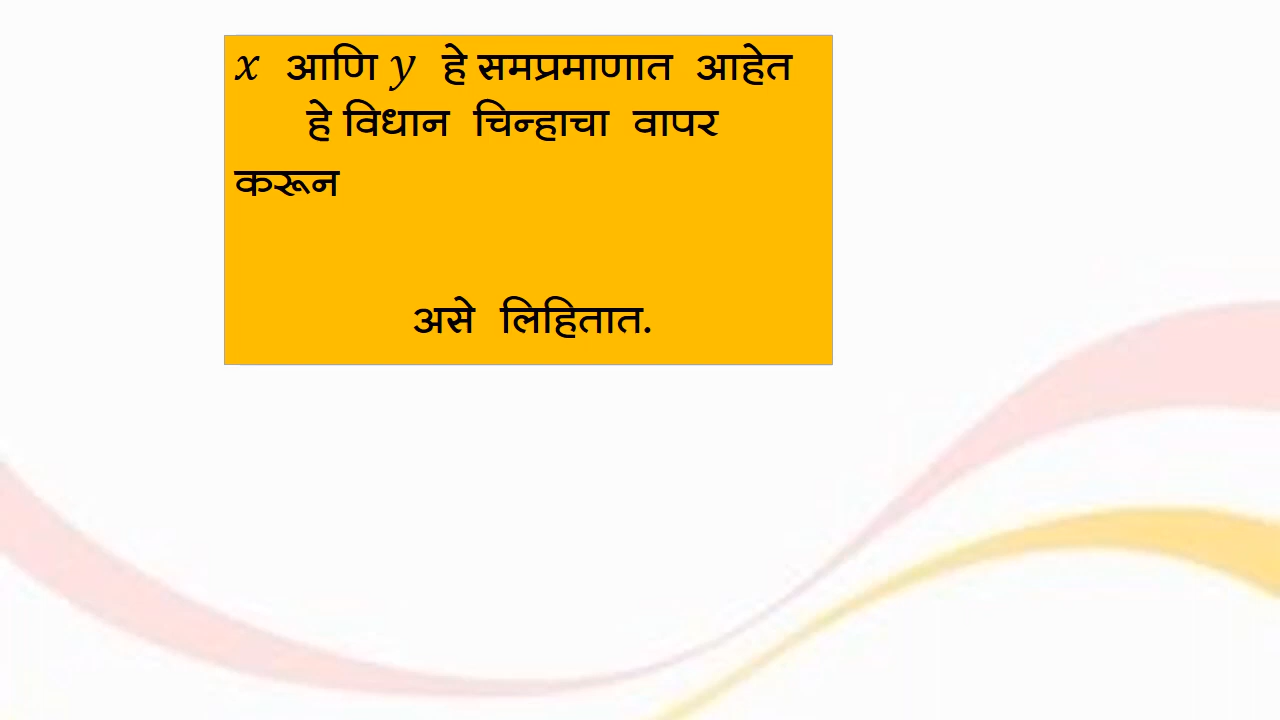 x आणि y हे समप्रमाणात आहेत
हे विधान चिन्हाचा वापर
करून
असे लिहितात.